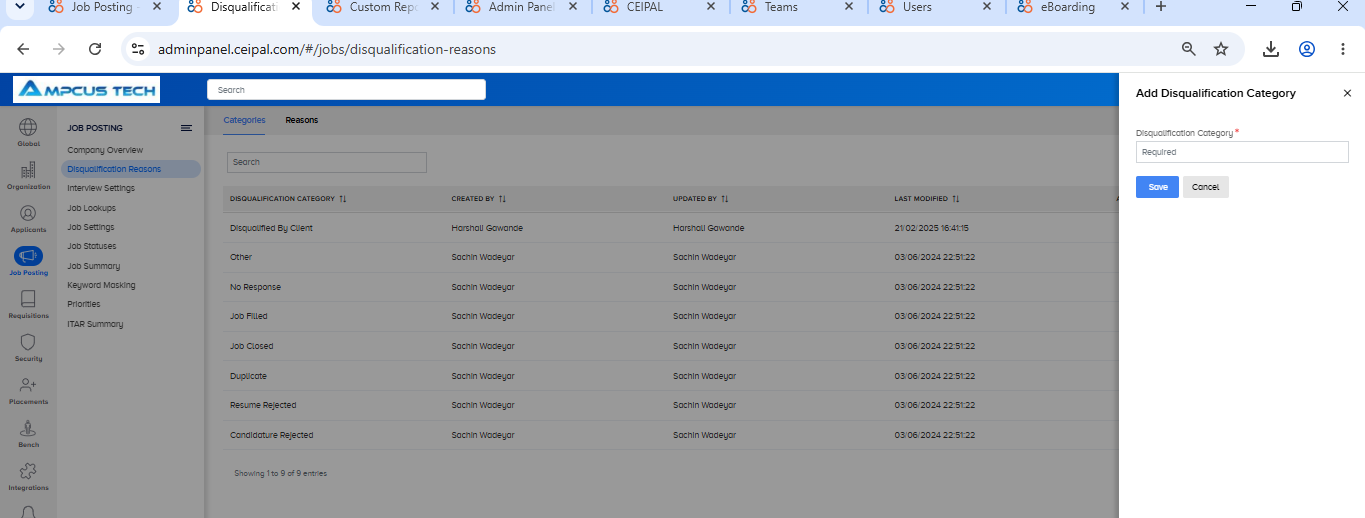 Job Posting -
Disqualificati
Custom Repo
Admin Panel
CEIPAL
Teams
Users
eBoarding
adminpanel.ceipal.com/#/jobs/disqualification-reasons
AMPCUS TECH
Search
Add Disqualification Category
Global
Organization
Applicants
Job Posting
Requisitions
Security
Placements
Bench
Integrations
JOB POSTING
Company Overview
Disqualification Reasons
Interview Settings
Job Lookups
Job Settings
Job Statuses
Job Summary
Keyword Masking
Priorities
ITAR Summary
Categories Reasons
Search
DISQUALIFICATION CATEGORY CREATED BY UPDATED BY LAST MODIFIED A
Disqualified By Client Harshali Gawande Harshali Gawande 21/02/2025 16:41:15
Other Sachin Wadeyar Sachin Wadeyar 03/06/2024 22:51:22
No Response Sachin Wadeyar Sachin Wadeyar 03/06/2024 22:51:22
Job Filled Sachin Wadeyar Sachin Wadeyar 03/06/2024 22:51:22
Job Closed Sachin Wadeyar Sachin Wadeyar 03/06/2024 22:51:22
Duplicate Sachin Wadeyar Sachin Wadeyar 03/06/2024 22:51:22
Resume Rejected Sachin Wadeyar Sachin Wadeyar 03/06/2024 22:51:22
Candidature Rejected Sachin Wadeyar Sachin Wadeyar 03/06/2024 22:51:22
Showing 1 to 9 of 9 entries
Disqualification Category *
Required
Save Cancel